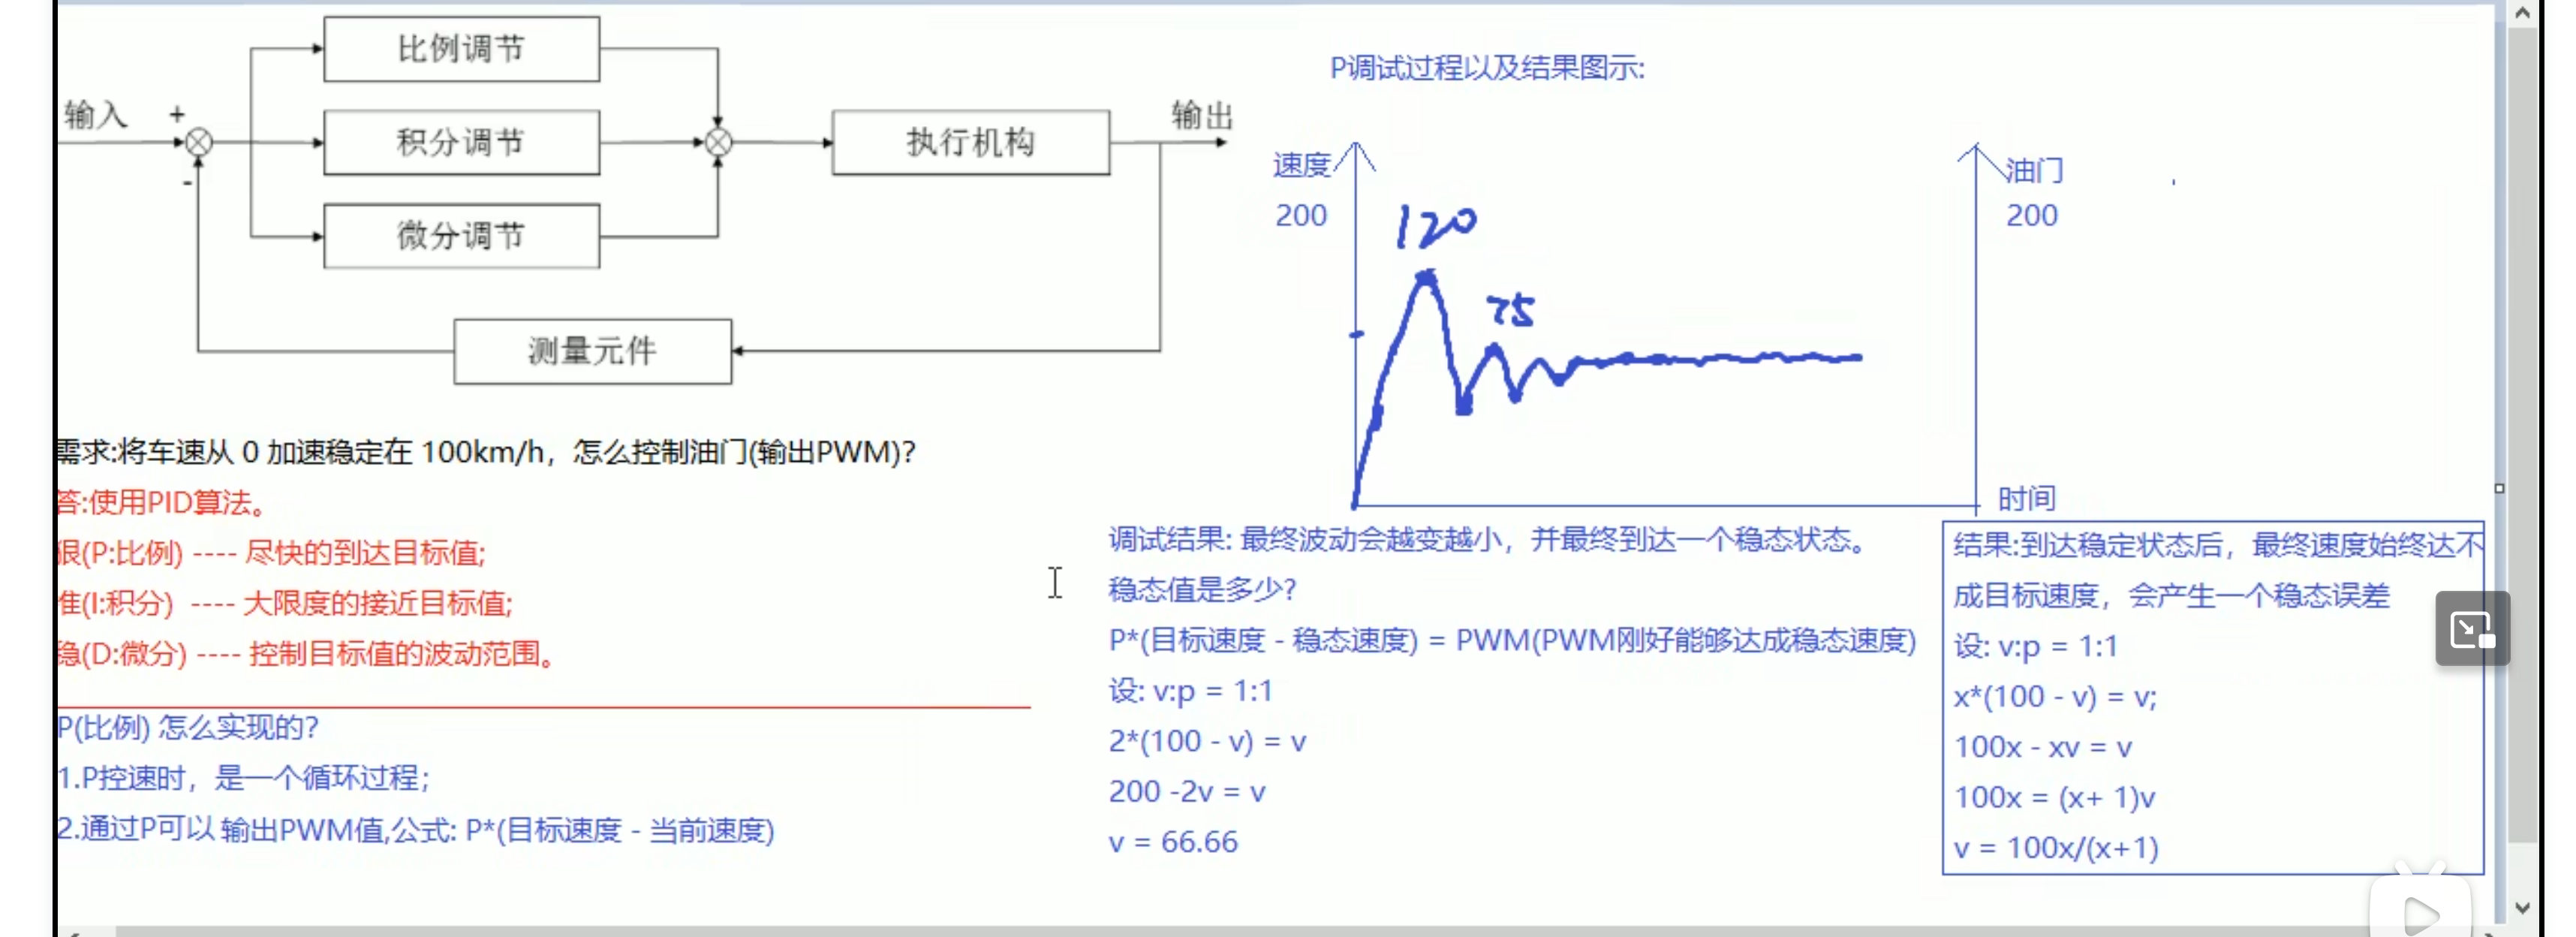 比例调节
输入
+
积分调节
执行机构
输出
-
微分调节
测量元件
需求:将车速从 0 加速稳定在 100km/h，怎么控制油门(输出PWM)?
答:使用PID算法。
狠(P:比例) ---- 尽快的到达目标值;
准(I:积分) ---- 大限度的接近目标值;
稳(D:微分) ---- 控制目标值的波动范围。
P(比例) 怎么实现的?
1.P控速时，是一个循环过程;
2.通过P可以 输出PWM值,公式: P*(目标速度 - 当前速度)
P调试过程以及结果图示:
速度
200
120
75
油门
200
时间
调试结果: 最终波动会越变越小，并最终到达一个稳态状态。
稳态值是多少?
P*(目标速度 - 稳态速度) = PWM(PWM刚好能够达成稳态速度)
设: v:p = 1:1
2*(100 - v) = v
200 -2v = v
v = 66.66
结果:到达稳定状态后，最终速度始终达不
成目标速度，会产生一个稳态误差
设: v:p = 1:1
x*(100 - v) = v;
100x - xv = v
100x = (x+ 1)v
v = 100x/(x+1)